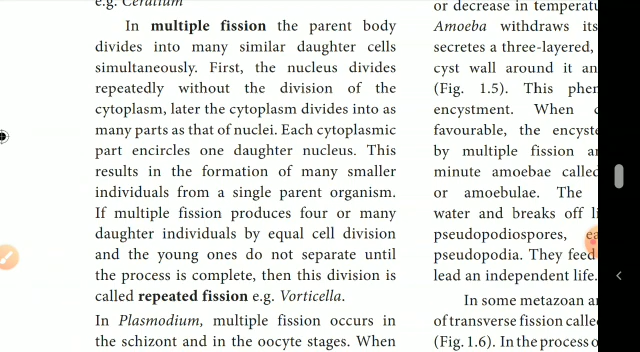 e.g. Ceratium
In multiple fission the parent body
divides into many similar daughter cells
simultaneously. First, the nucleus divides
repeatedly without the division of the
cytoplasm, later the cytoplasm divides into as
many parts as that of nuclei. Each cytoplasmic
part encircles one daughter nucleus. This
results in the formation of many smaller
individuals from a single parent organism.
If multiple fission produces four or many
daughter individuals by equal cell division
and the young ones do not separate until
the process is complete, then this division is
called repeated fission e.g. Vorticella.
In Plasmodium, multiple fission occurs in
the schizont and in the oocyte stages. When
or decrease in temperatu
Amoeba withdraws its
secretes a three-layered,
cyst wall around it an
(Fig. 1.5). This phen
encystment. When
favourable, the encyste
by multiple fission a
minute amoebae called
or amoebulae. The
water and breaks off li
pseudopodiospores, ea
pseudopodia. They feed
lead an independent life.
In some metazoan a
of transverse fission calle
(Fig. 1.6). In the process o